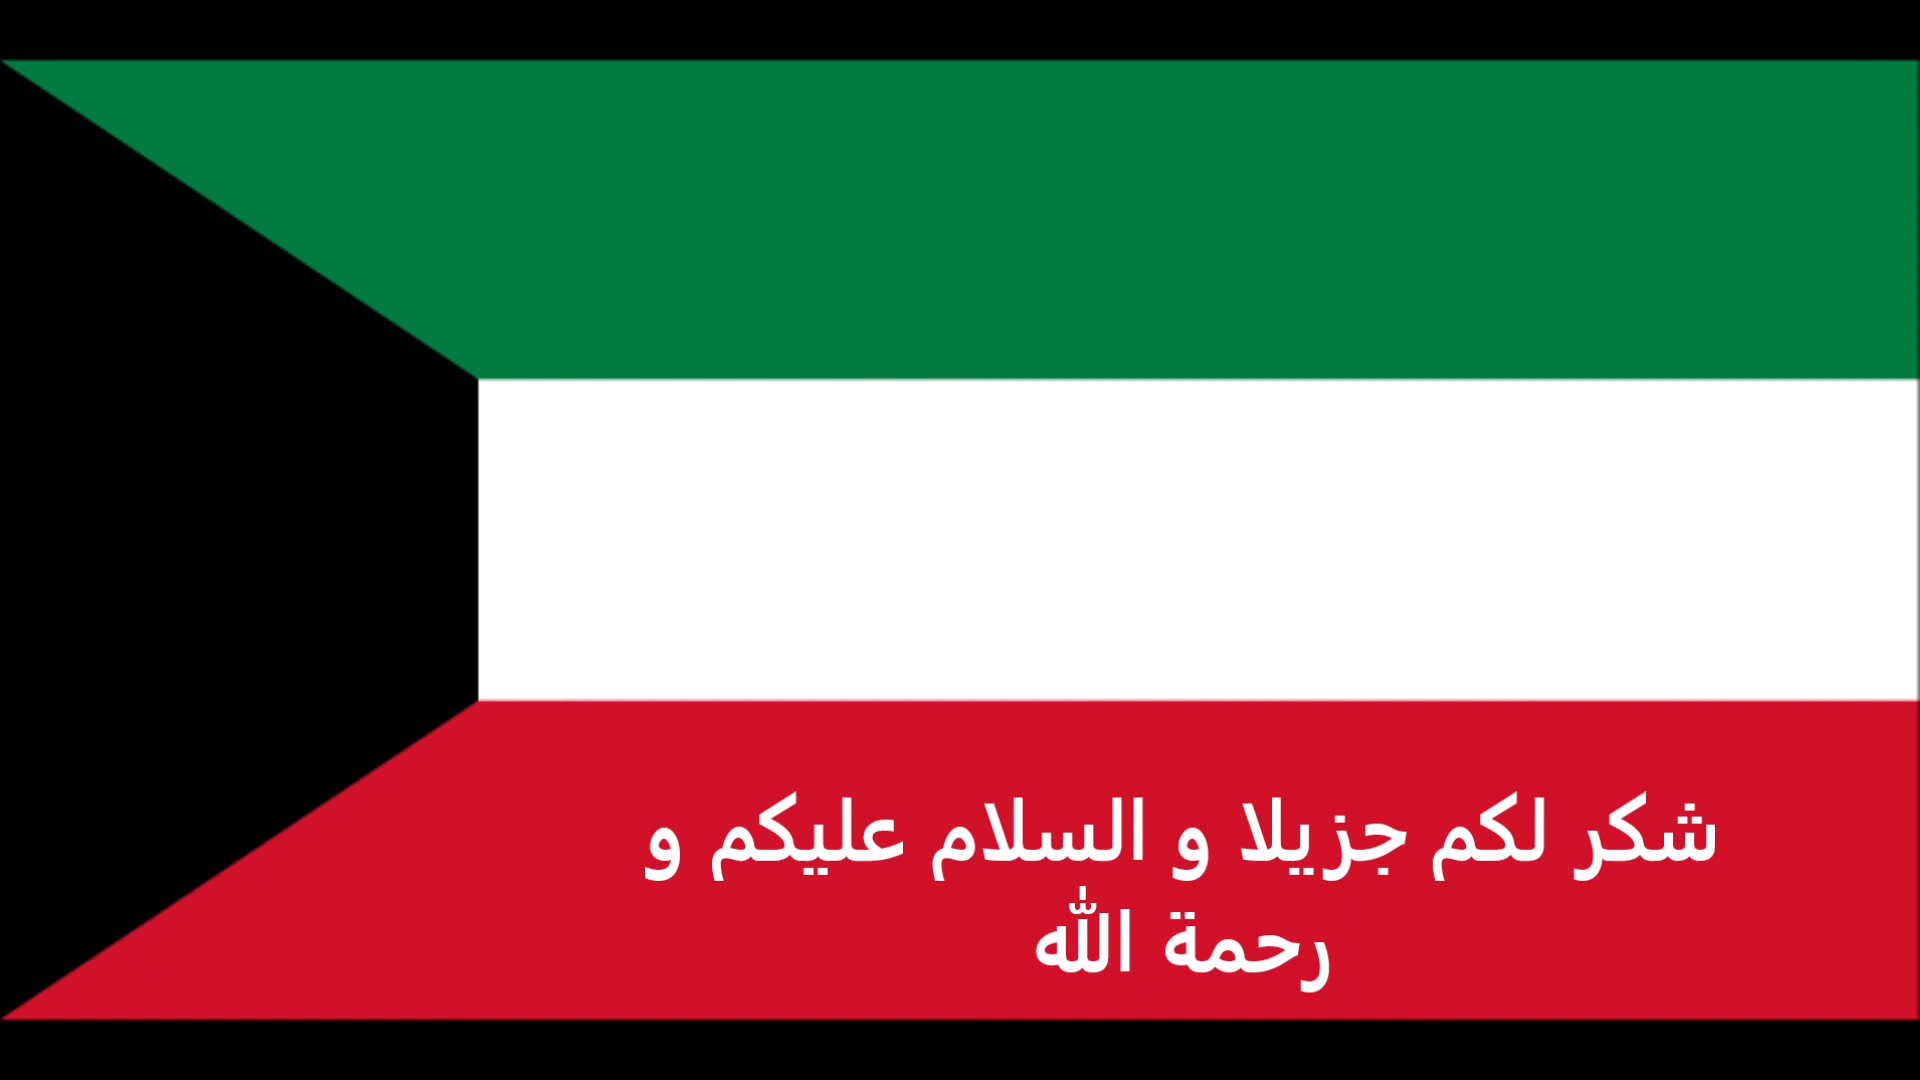 شكر لكم جزيلا و السلام عليكم و
رحمة الله